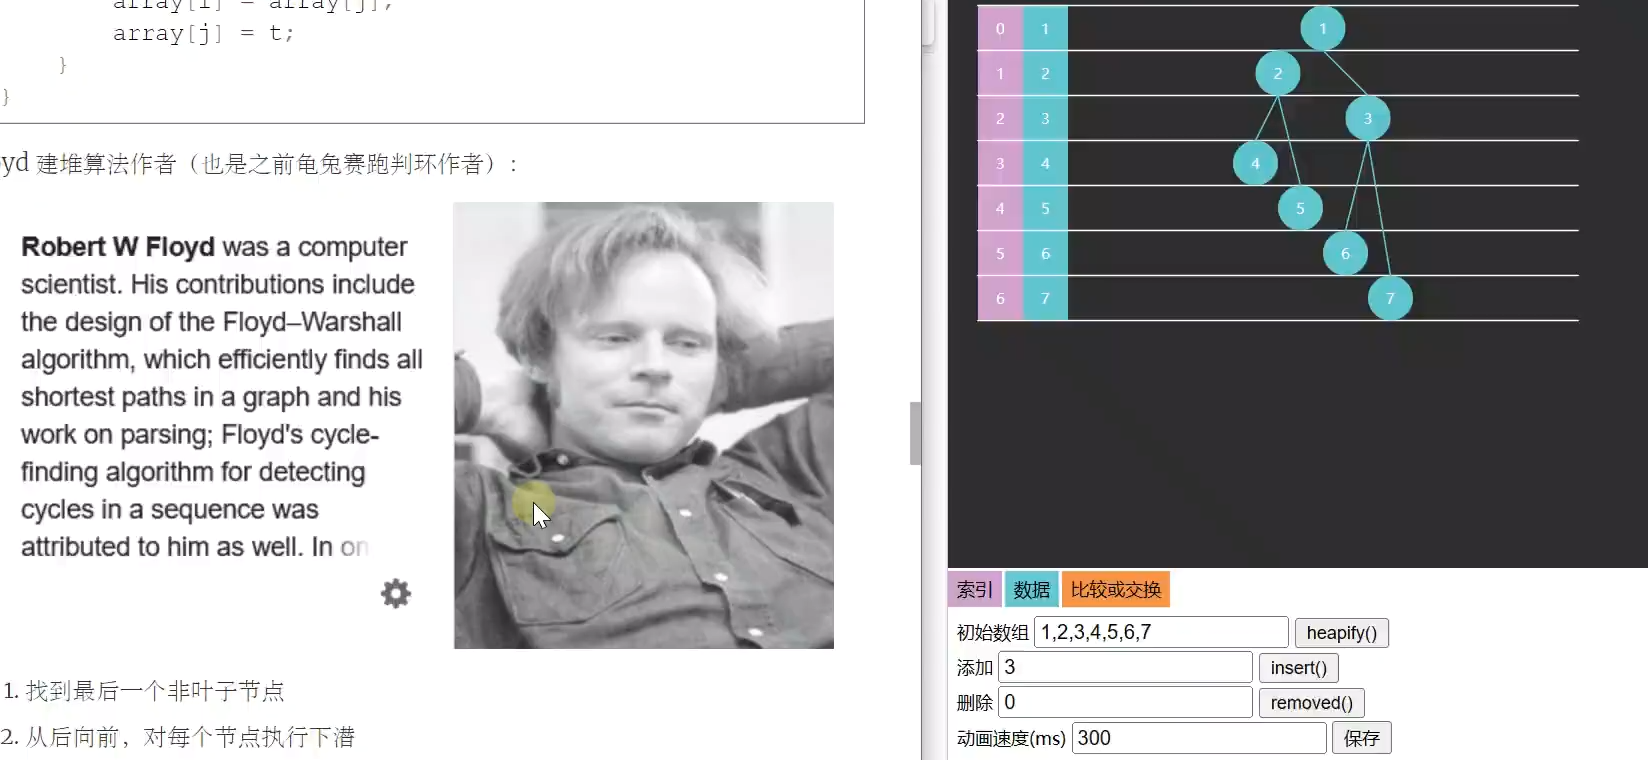 array[j] = t;
}
}
oyd 建堆算法作者（也是之前龟兔赛跑判环作者）:
Robert W Floyd was a computer
scientist. His contributions include
the design of the Floyd–Warshall
algorithm, which efficiently finds all
shortest paths in a graph and his
work on parsing; Floyd's cycle-
finding algorithm for detecting
cycles in a sequence was
attributed to him as well. In on
1. 找到最后一个非叶子节点
2. 从后向前，对每个节点执行下潜
0 1 1
1 2 2
2 3 3
3 4 4
4 5 5
5 6 6
6 7 7
索引 数据 比较或交换
初始数组 1,2,3,4,5,6,7 heapify()
添加 3 insert()
删除 0 removed()
动画速度(ms) 300 保存